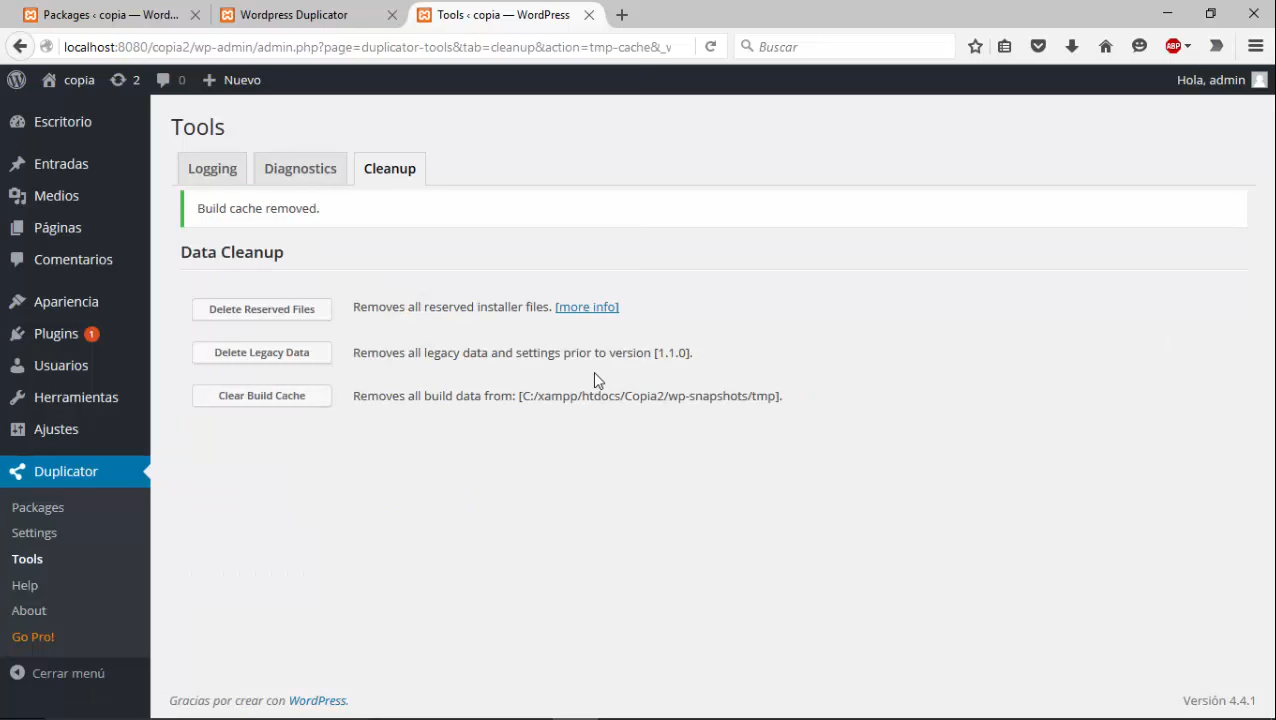 Packages ‹ copia — Word...
Wordpress Duplicator
Tools ‹ copia — WordPress
localhost:8080/copia2/wp-admin/admin.php?page=duplicator-tools&tab=cleanup&action=tmp-cache&_v
Buscar
ABP
copia
2
0
Nuevo
Hola, admin
Escritorio
Entradas
Medios
Páginas
Comentarios
Apariencia
Plugins 1
Usuarios
Herramientas
Ajustes
Duplicator
Packages
Settings
Tools
Help
About
Go Pro!
Cerrar menú
Tools
Logging
Diagnostics
Cleanup
Build cache removed.
Data Cleanup
Delete Reserved Files
Removes all reserved installer files. [more info]
Delete Legacy Data
Removes all legacy data and settings prior to version [1.1.0].
Clear Build Cache
Removes all build data from: [C:/xampp/htdocs/Copia2/wp-snapshots/tmp].
Gracias por crear con WordPress.
Versión 4.4.1